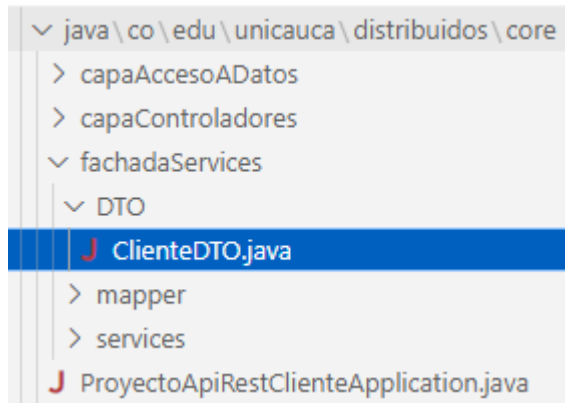 java\co\edu\unicauca\distribuidos\core
capaAccesoADatos
capaControladores
fachadaServices
DTO
J ClienteDTO.java
mapper
services
J ProyectoApiRestClienteApplication.java